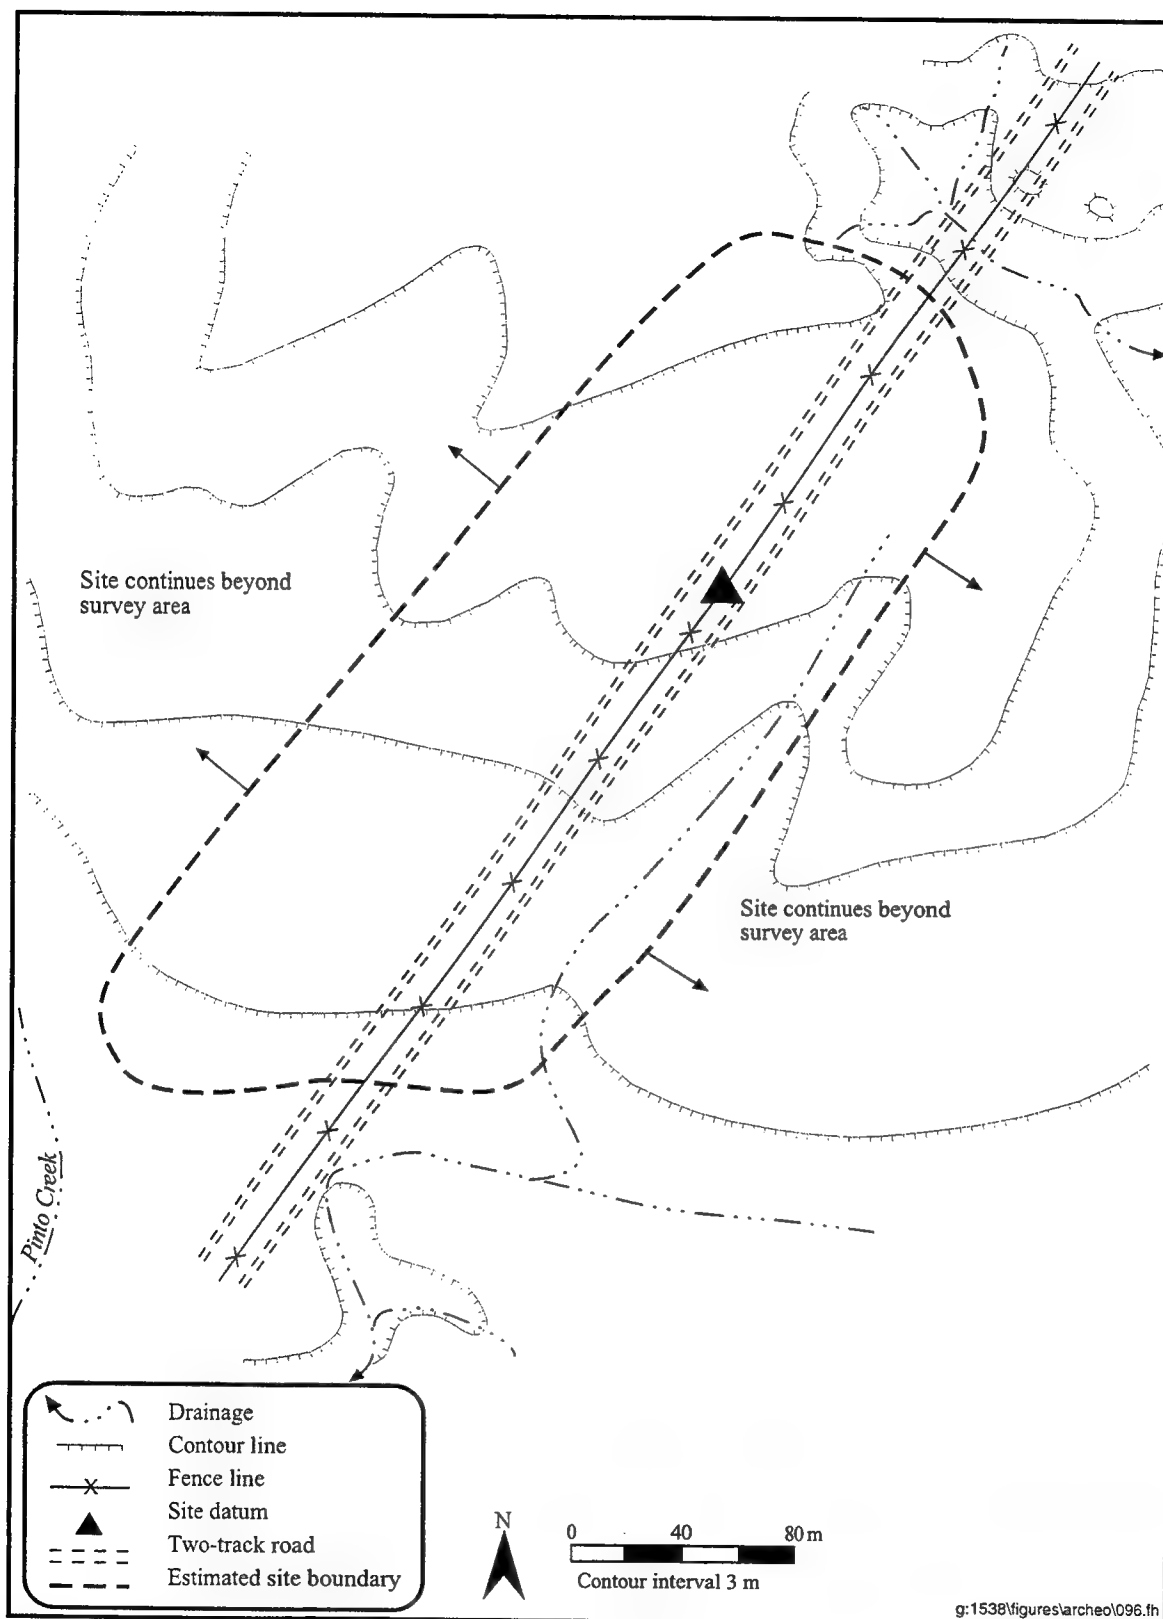 Site continues beyond
survey area
Site continues beyond
survey area
Pinto Creek
Drainage
Contour line
Fence line
Site datum
Two-track road
Estimated site boundary
N
0 40 80 m
Contour interval 3 m
g:1538\figures\archeo\096.fh